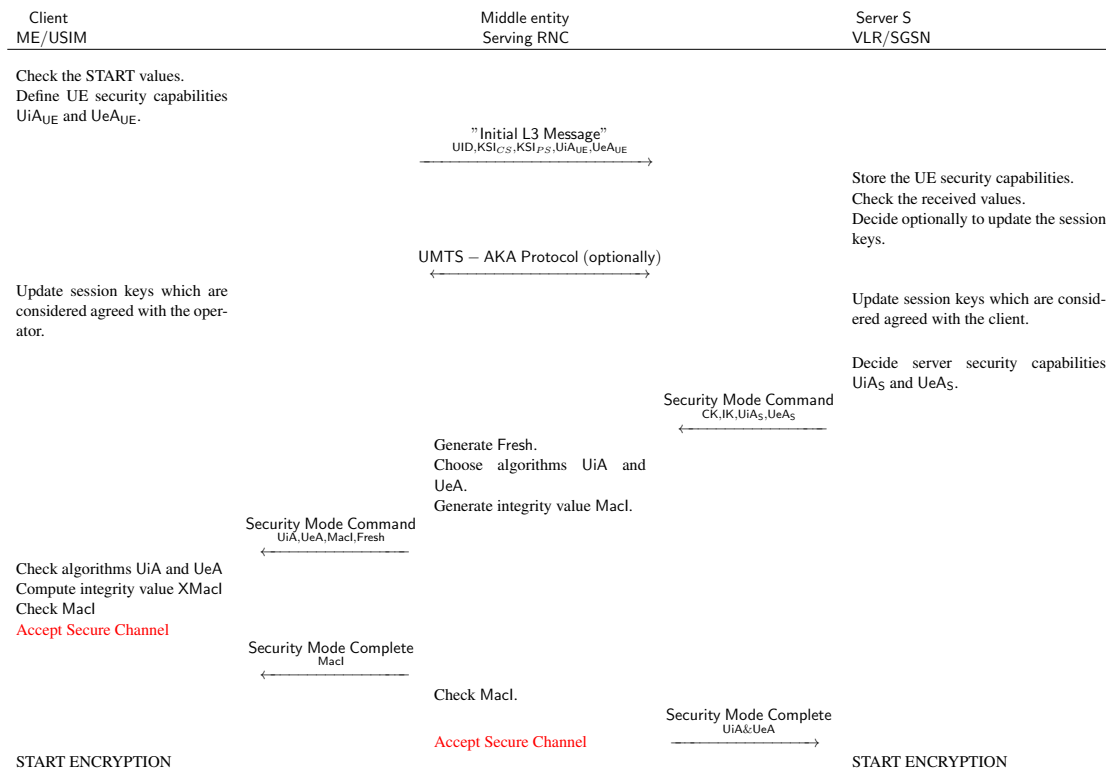 Client Middle entity Server S
ME/USIM Serving RNC VLR/SGSN
Check the START values.
Define UE security capabilities
UiA_UE and UeA_UE.
"Initial L3 Message"
UID,KSI_CS,KSI_PS,UiA_UE,UeA_UE
Store the UE security capabilities.
Check the received values.
Decide optionally to update the session
keys.
UMTS − AKA Protocol (optionally)
Update session keys which are
considered agreed with the oper-
ator.
Update session keys which are consid-
ered agreed with the client.
Decide server security capabilities
UiA_S and UeA_S.
Security Mode Command
CK,IK,UiA_S,UeA_S
Generate Fresh.
Choose algorithms UiA and
UeA.
Generate integrity value MacI.
Security Mode Command
UiA,UeA,MacI,Fresh
Check algorithms UiA and UeA
Compute integrity value XMacI
Check MacI
Accept Secure Channel
Security Mode Complete
MacI
Check MacI.
Security Mode Complete
UiA&UeA
Accept Secure Channel
START ENCRYPTION START ENCRYPTION